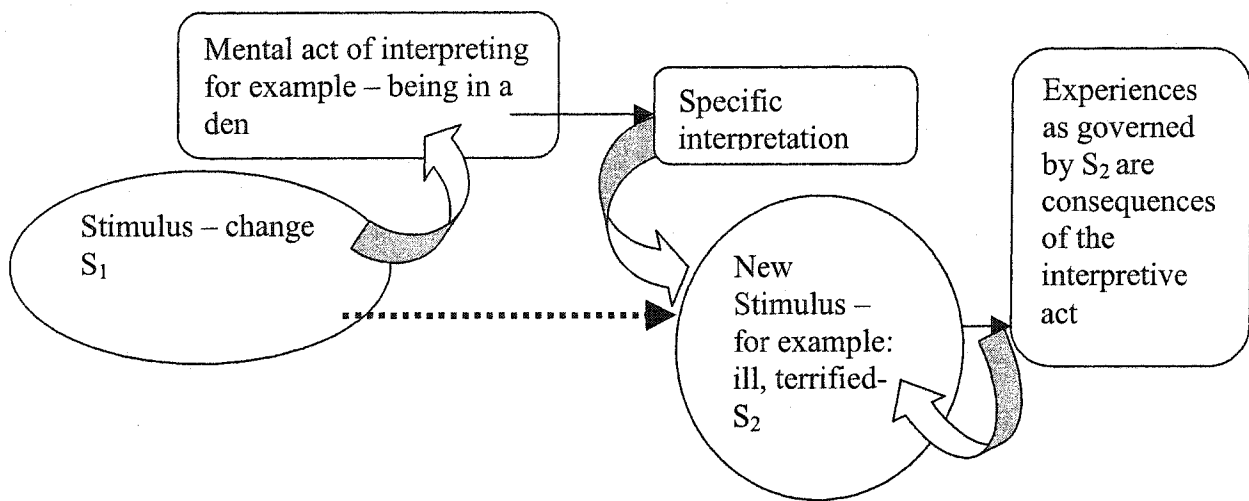 Mental act of interpreting
for example – being in a
den
Specific
interpretation
Experiences
as governed
by S₂ are
consequences
of the
interpretive
act
Stimulus – change
S₁
New
Stimulus –
for example:
ill, terrified-
S₂